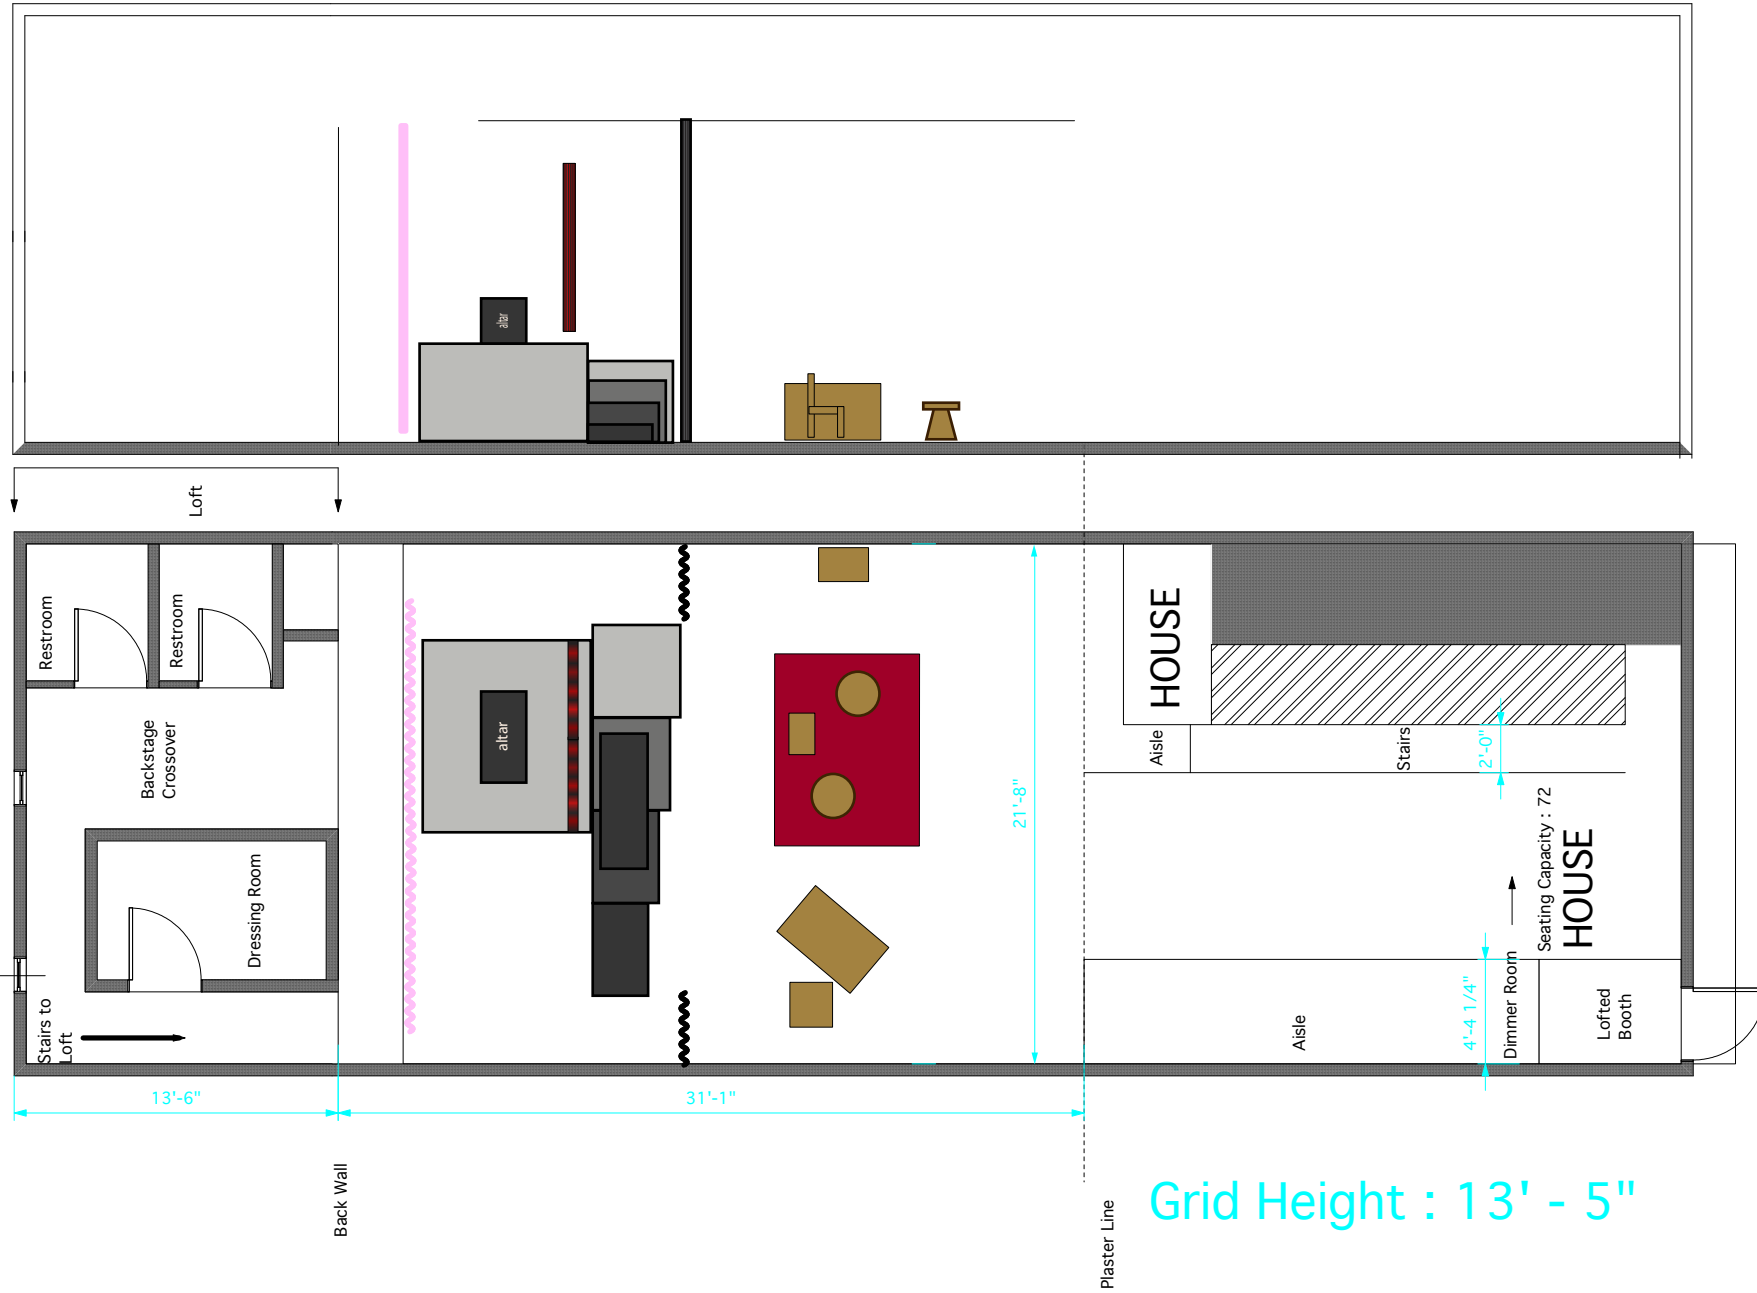 altar
Loft
Restroom
Restroom
Backstage
Crossover
Dressing Room
Stairs to
Loft
altar
21'-8"
HOUSE
Aisle
Stairs
2'-0"
Seating Capacity : 72
HOUSE
Aisle
4'-4 1/4"
Dimmer Room
Lofted
Booth
13'-6"
31'-1"
Back Wall
Plaster Line
Grid Height : 13' - 5"